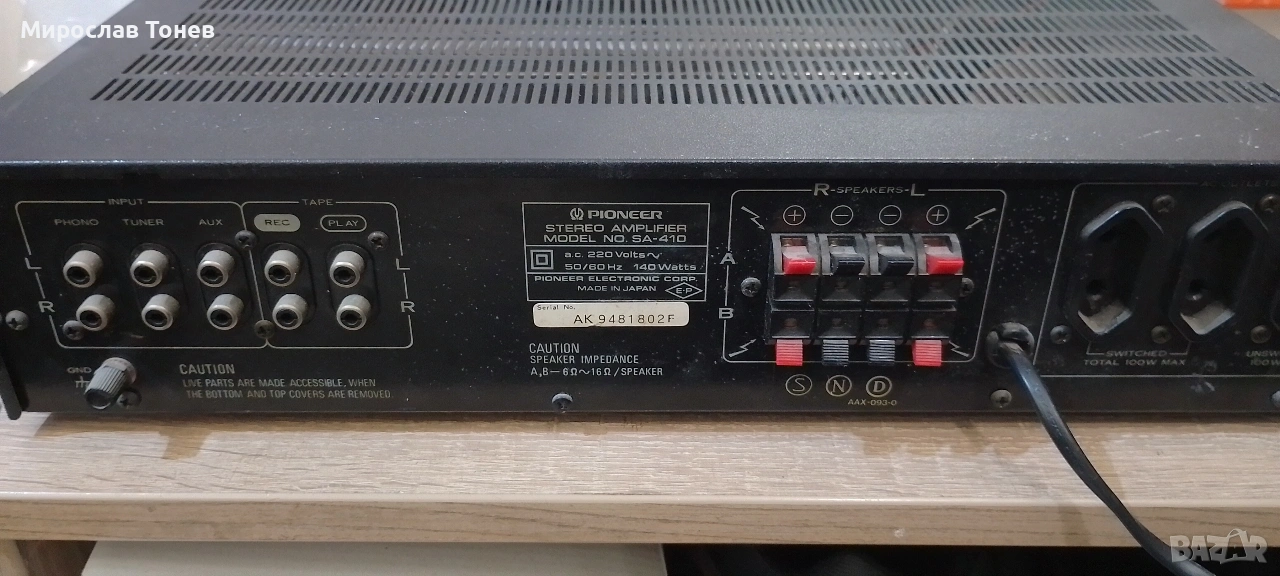 Мирослав Тонев
INPUT
TAPE
PHONO TUNER AUX REC PLAY
L
R
L
R
GND
CAUTION
LIVE PARTS ARE MADE ACCESSIBLE, WHEN
THE BOTTOM AND TOP COVERS ARE REMOVED.
PIONEER
STEREO AMPLIFIER
MODEL NO. SA-410
a.c. 220 Volts~
50/60 Hz 140 Watts
PIONEER ELECTRONIC CORP.
MADE IN JAPAN E·P
Serial No.
AK 9481802F
CAUTION
SPEAKER IMPEDANCE
A,B—6Ω~16Ω/SPEAKER
R-SPEAKERS-L
+ − − +
A
B
S N D
AAX-093-0
SWITCHED
TOTAL 100W MAX
UNSW
100W
BAZAR